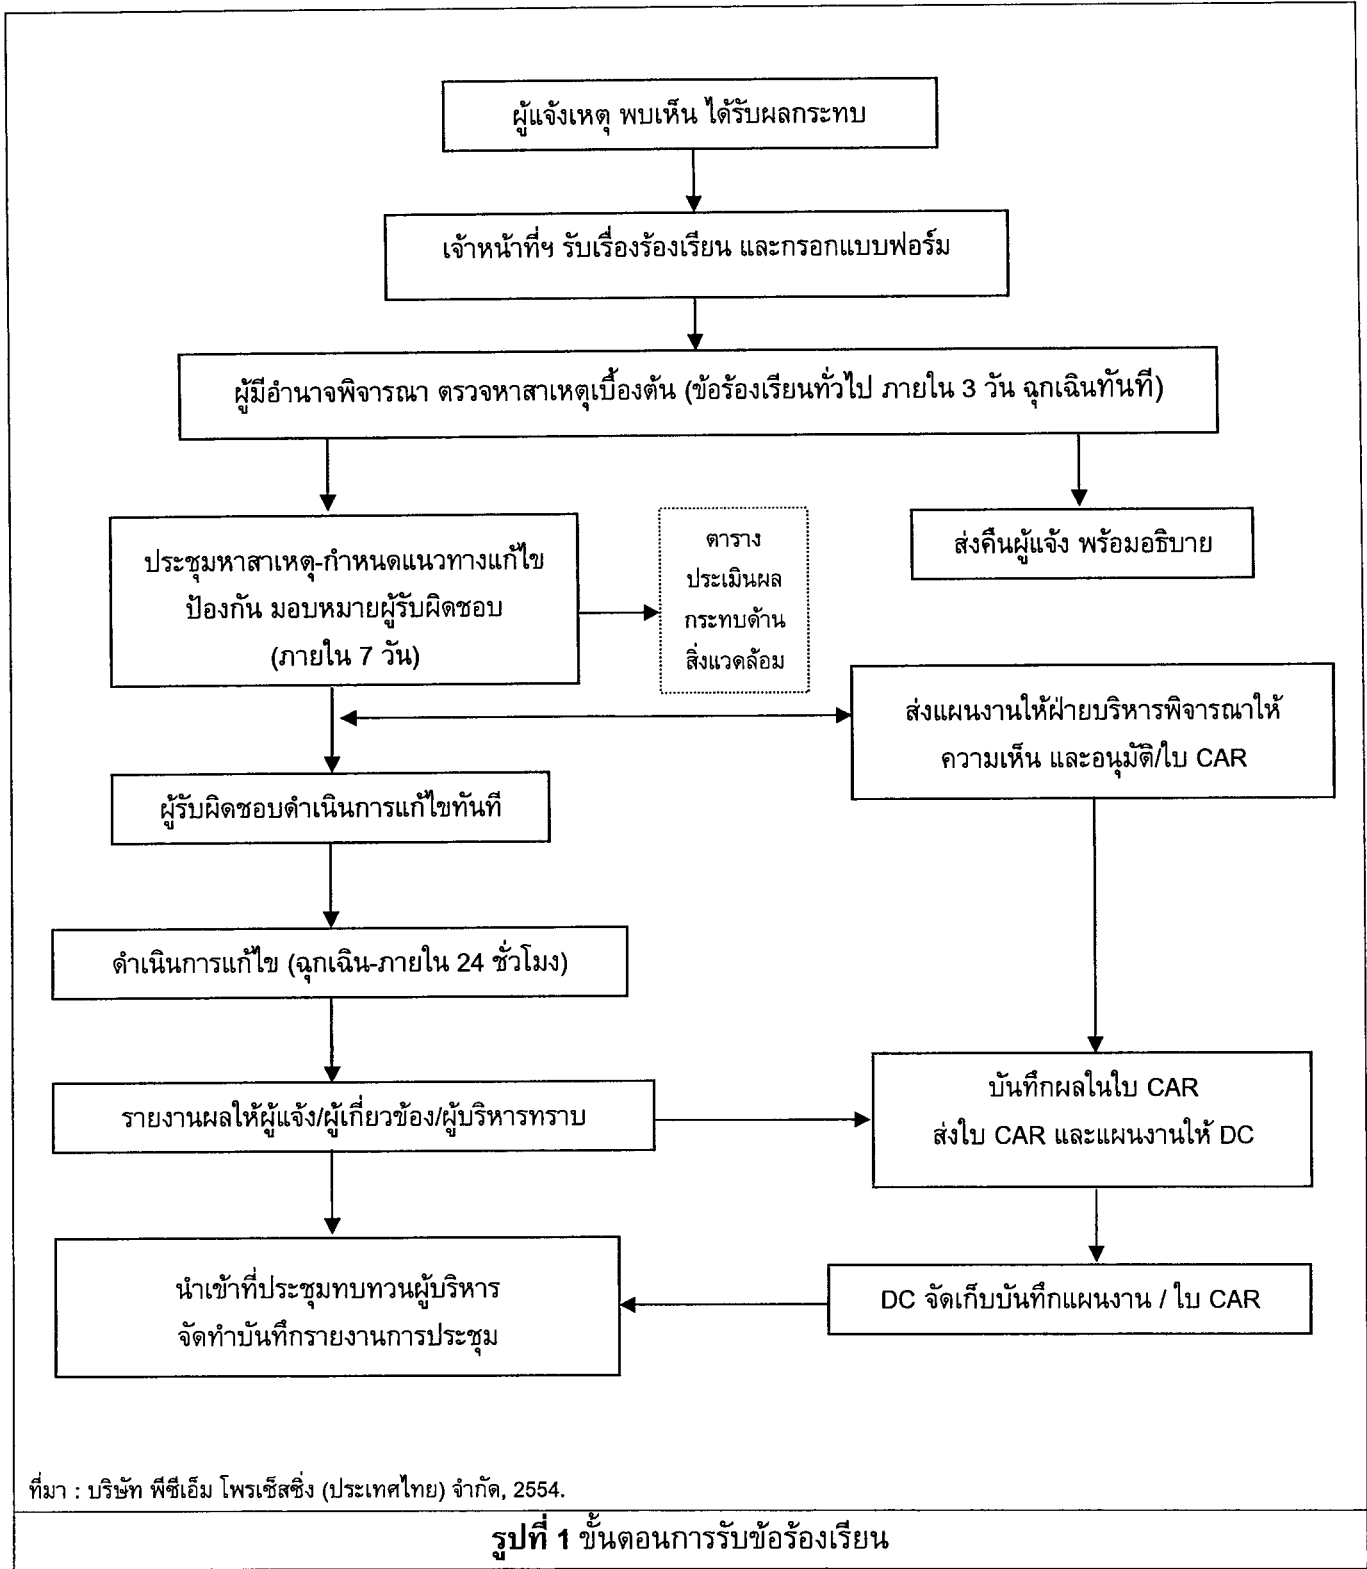 ผู้แจ้งเหตุ พบเห็น ได้รับผลกระทบ
เจ้าหน้าที่ฯ รับเรื่องร้องเรียน และกรอกแบบฟอร์ม
ผู้มีอำนาจพิจารณา ตรวจหาสาเหตุเบื้องต้น (ข้อร้องเรียนทั่วไป ภายใน 3 วัน ฉุกเฉินทันที)
ประชุมหาสาเหตุ-กำหนดแนวทางแก้ไข
ป้องกัน มอบหมายผู้รับผิดชอบ
(ภายใน 7 วัน)
ตาราง
ประเมินผล
กระทบด้าน
สิ่งแวดล้อม
ส่งคืนผู้แจ้ง พร้อมอธิบาย
ส่งแผนงานให้ฝ่ายบริหารพิจารณาให้
ความเห็น และอนุมัติ/ใบ CAR
ผู้รับผิดชอบดำเนินการแก้ไขทันที
ดำเนินการแก้ไข (ฉุกเฉิน-ภายใน 24 ชั่วโมง)
รายงานผลให้ผู้แจ้ง/ผู้เกี่ยวข้อง/ผู้บริหารทราบ
บันทึกผลในใบ CAR
ส่งใบ CAR และแผนงานให้ DC
นำเข้าที่ประชุมทบทวนผู้บริหาร
จัดทำบันทึกรายงานการประชุม
DC จัดเก็บบันทึกแผนงาน / ใบ CAR
ที่มา : บริษัท พีซีเอ็ม โพรเซ็สซิ่ง (ประเทศไทย) จำกัด, 2554.
รูปที่ 1 ขั้นตอนการรับข้อร้องเรียน